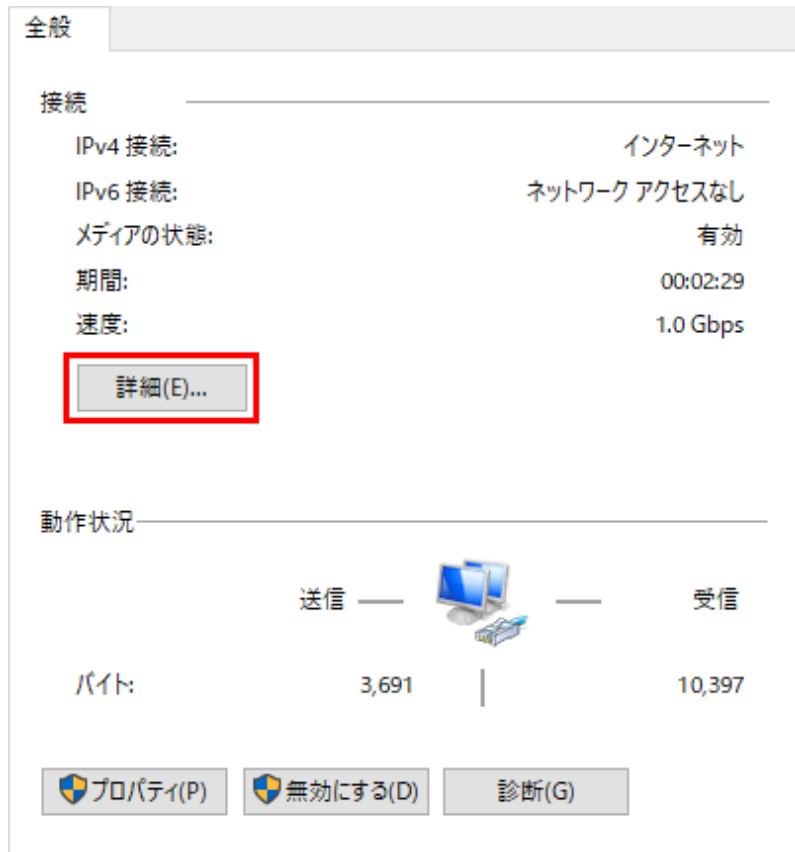 全般
接続
IPv4 接続: インターネット
IPv6 接続: ネットワーク アクセスなし
メディアの状態: 有効
期間: 00:02:29
速度: 1.0 Gbps
詳細(E)...
動作状況
送信 受信
バイト: 3,691 10,397
プロパティ(P) 無効にする(D) 診断(G)